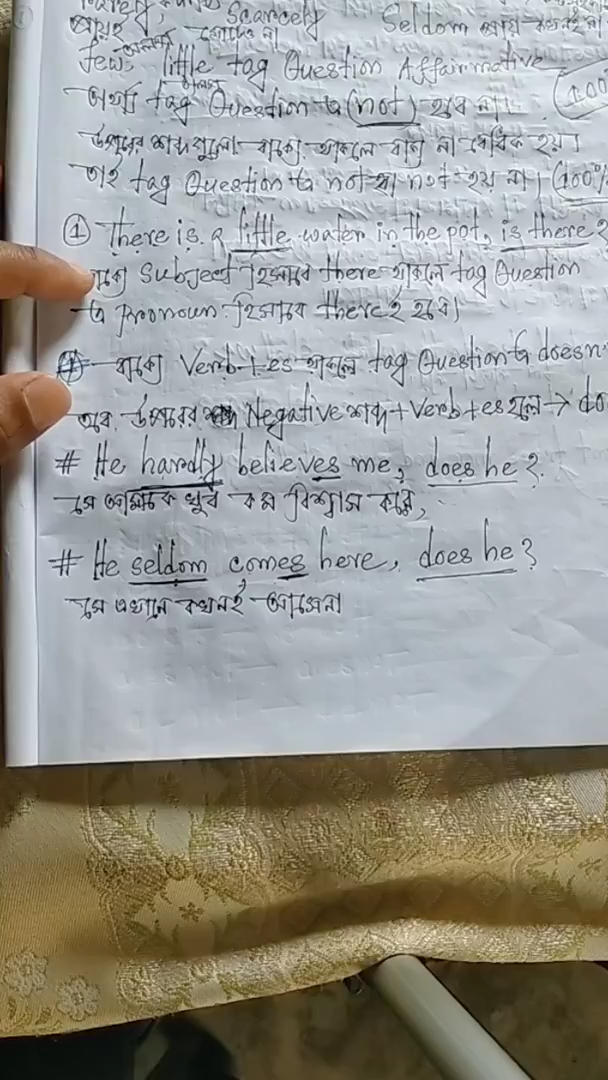 প্রায়ই Scarcely Seldom প্রায় কখনই না
few little tag Question Affairmative
অর্থাৎ tag Question এ (not) হবে না।
উপরের শব্দগুলো বাক্যে থাকলে বাক্য না বোধক হয়।
তাই tag Question এ not হয় না। (100%
① There is a little water in the pot, is there?
বাক্যে Subject হিসাবে there থাকলে tag Question
এ pronoun হিসাবে there ই হবে।
বাক্যে Verb+es থাকলে tag Question এ doesn
তবে উপরের Negative শব্দ + Verb+es হলে → do
# He hardly believes me, does he?
সে আমাকে খুব কম বিশ্বাস করে,
# He seldom comes here, does he?
সে এখানে কখনই আসেনা